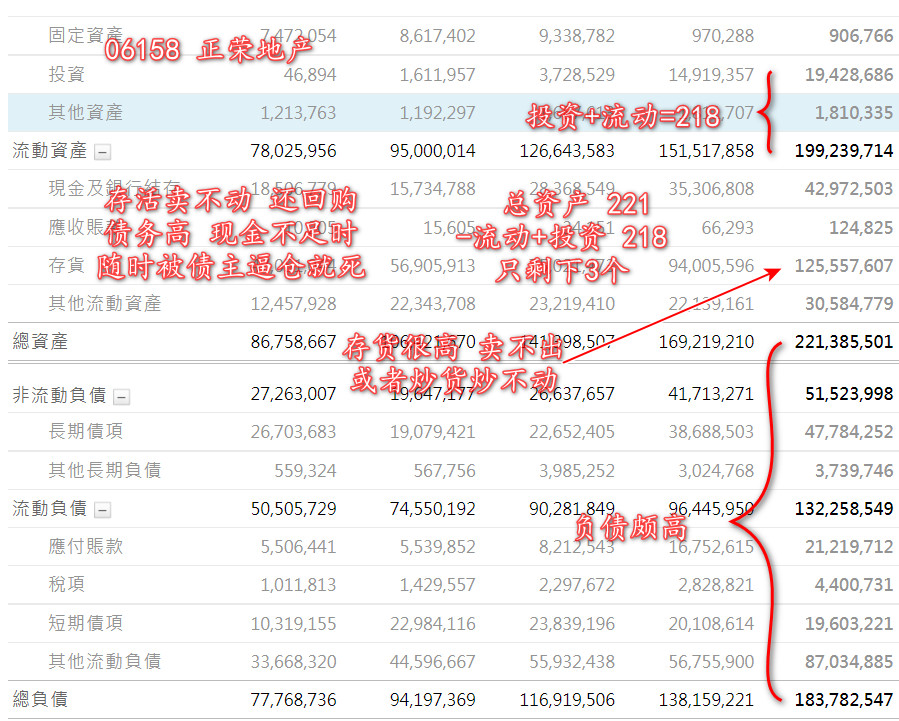 固定資產 7,472,054 8,617,402 9,338,782 970,288 906,766
06158 正荣地产
投資 46,894 1,611,957 3,728,529 14,919,357 19,428,686
其他資產 1,213,763 1,192,297 1,810,335
投资+流动=218
流動資產 78,025,956 95,000,014 126,643,583 151,517,858 199,239,714
現金及銀行結存 15,734,788 28,368,549 35,306,808 42,972,503
存活卖不动 还回购
总资产 221
應收賬 15,605 66,293 124,825
债务高 现金不足时
-流动+投资 218
存貨 56,905,913 94,005,596 125,557,607
随时被债主逼仓就死
只剩下3个
其他流動資產 12,457,928 22,343,708 23,219,410 22,139,161 30,584,779
總資產 86,758,667 141,398,507 169,219,210 221,385,501
存货很高 卖不出
或者炒货炒不动
非流動負債 27,263,007 19,647,177 26,637,657 41,713,271 51,523,998
長期債項 26,703,683 19,079,421 22,652,405 38,688,503 47,784,252
其他長期負債 559,324 567,756 3,985,252 3,024,768 3,739,746
流動負債 50,505,729 74,550,192 90,281,849 96,445,950 132,258,549
负债颇高
應付賬款 5,506,441 5,539,852 8,212,543 16,752,615 21,219,712
稅項 1,011,813 1,429,557 2,297,672 2,828,821 4,400,731
短期債項 10,319,155 22,984,116 23,839,196 20,108,614 19,603,221
其他流動負債 33,668,320 44,596,667 55,932,438 56,755,900 87,034,885
總負債 77,768,736 94,197,369 116,919,506 138,159,221 183,782,547